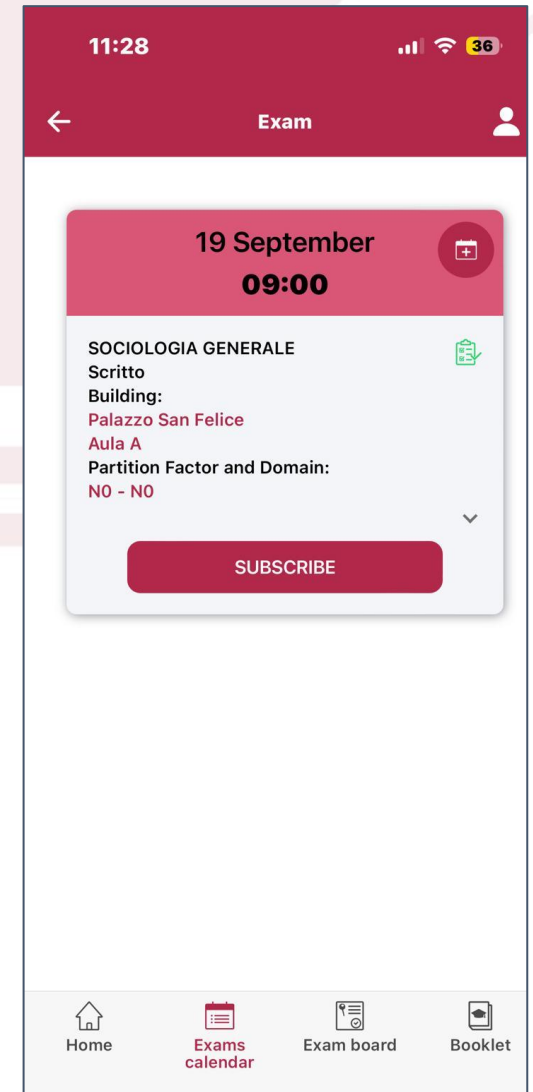 11:28
36
Exam
19 September
09:00
SOCIOLOGIA GENERALE
Scritto
Building:
Palazzo San Felice
Aula A
Partition Factor and Domain:
N0 - N0
SUBSCRIBE
Home
Exams
calendar
Exam board
Booklet